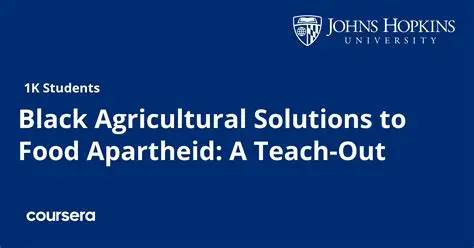 JOHNS HOPKINS
UNIVERSITY
1K Students
Black Agricultural Solutions to
Food Apartheid: A Teach-Out
coursera